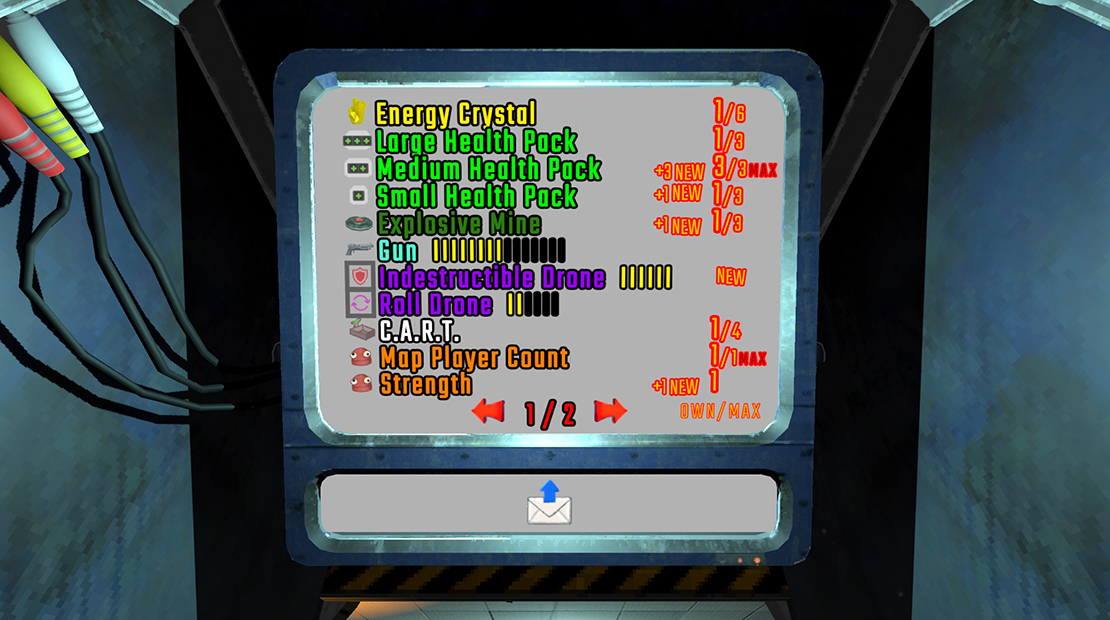 Energy Crystal 1/6
Large Health Pack 1/3
Medium Health Pack +3 NEW 3/3 MAX
Small Health Pack +1 NEW 1/3
Explosive Mine +1 NEW 1/3
Gun
Indestructible Drone NEW
Roll Drone
C.A.R.T. 1/4
Map Player Count 1/1 MAX
Strength +1 NEW 1
1/2 OWN/MAX